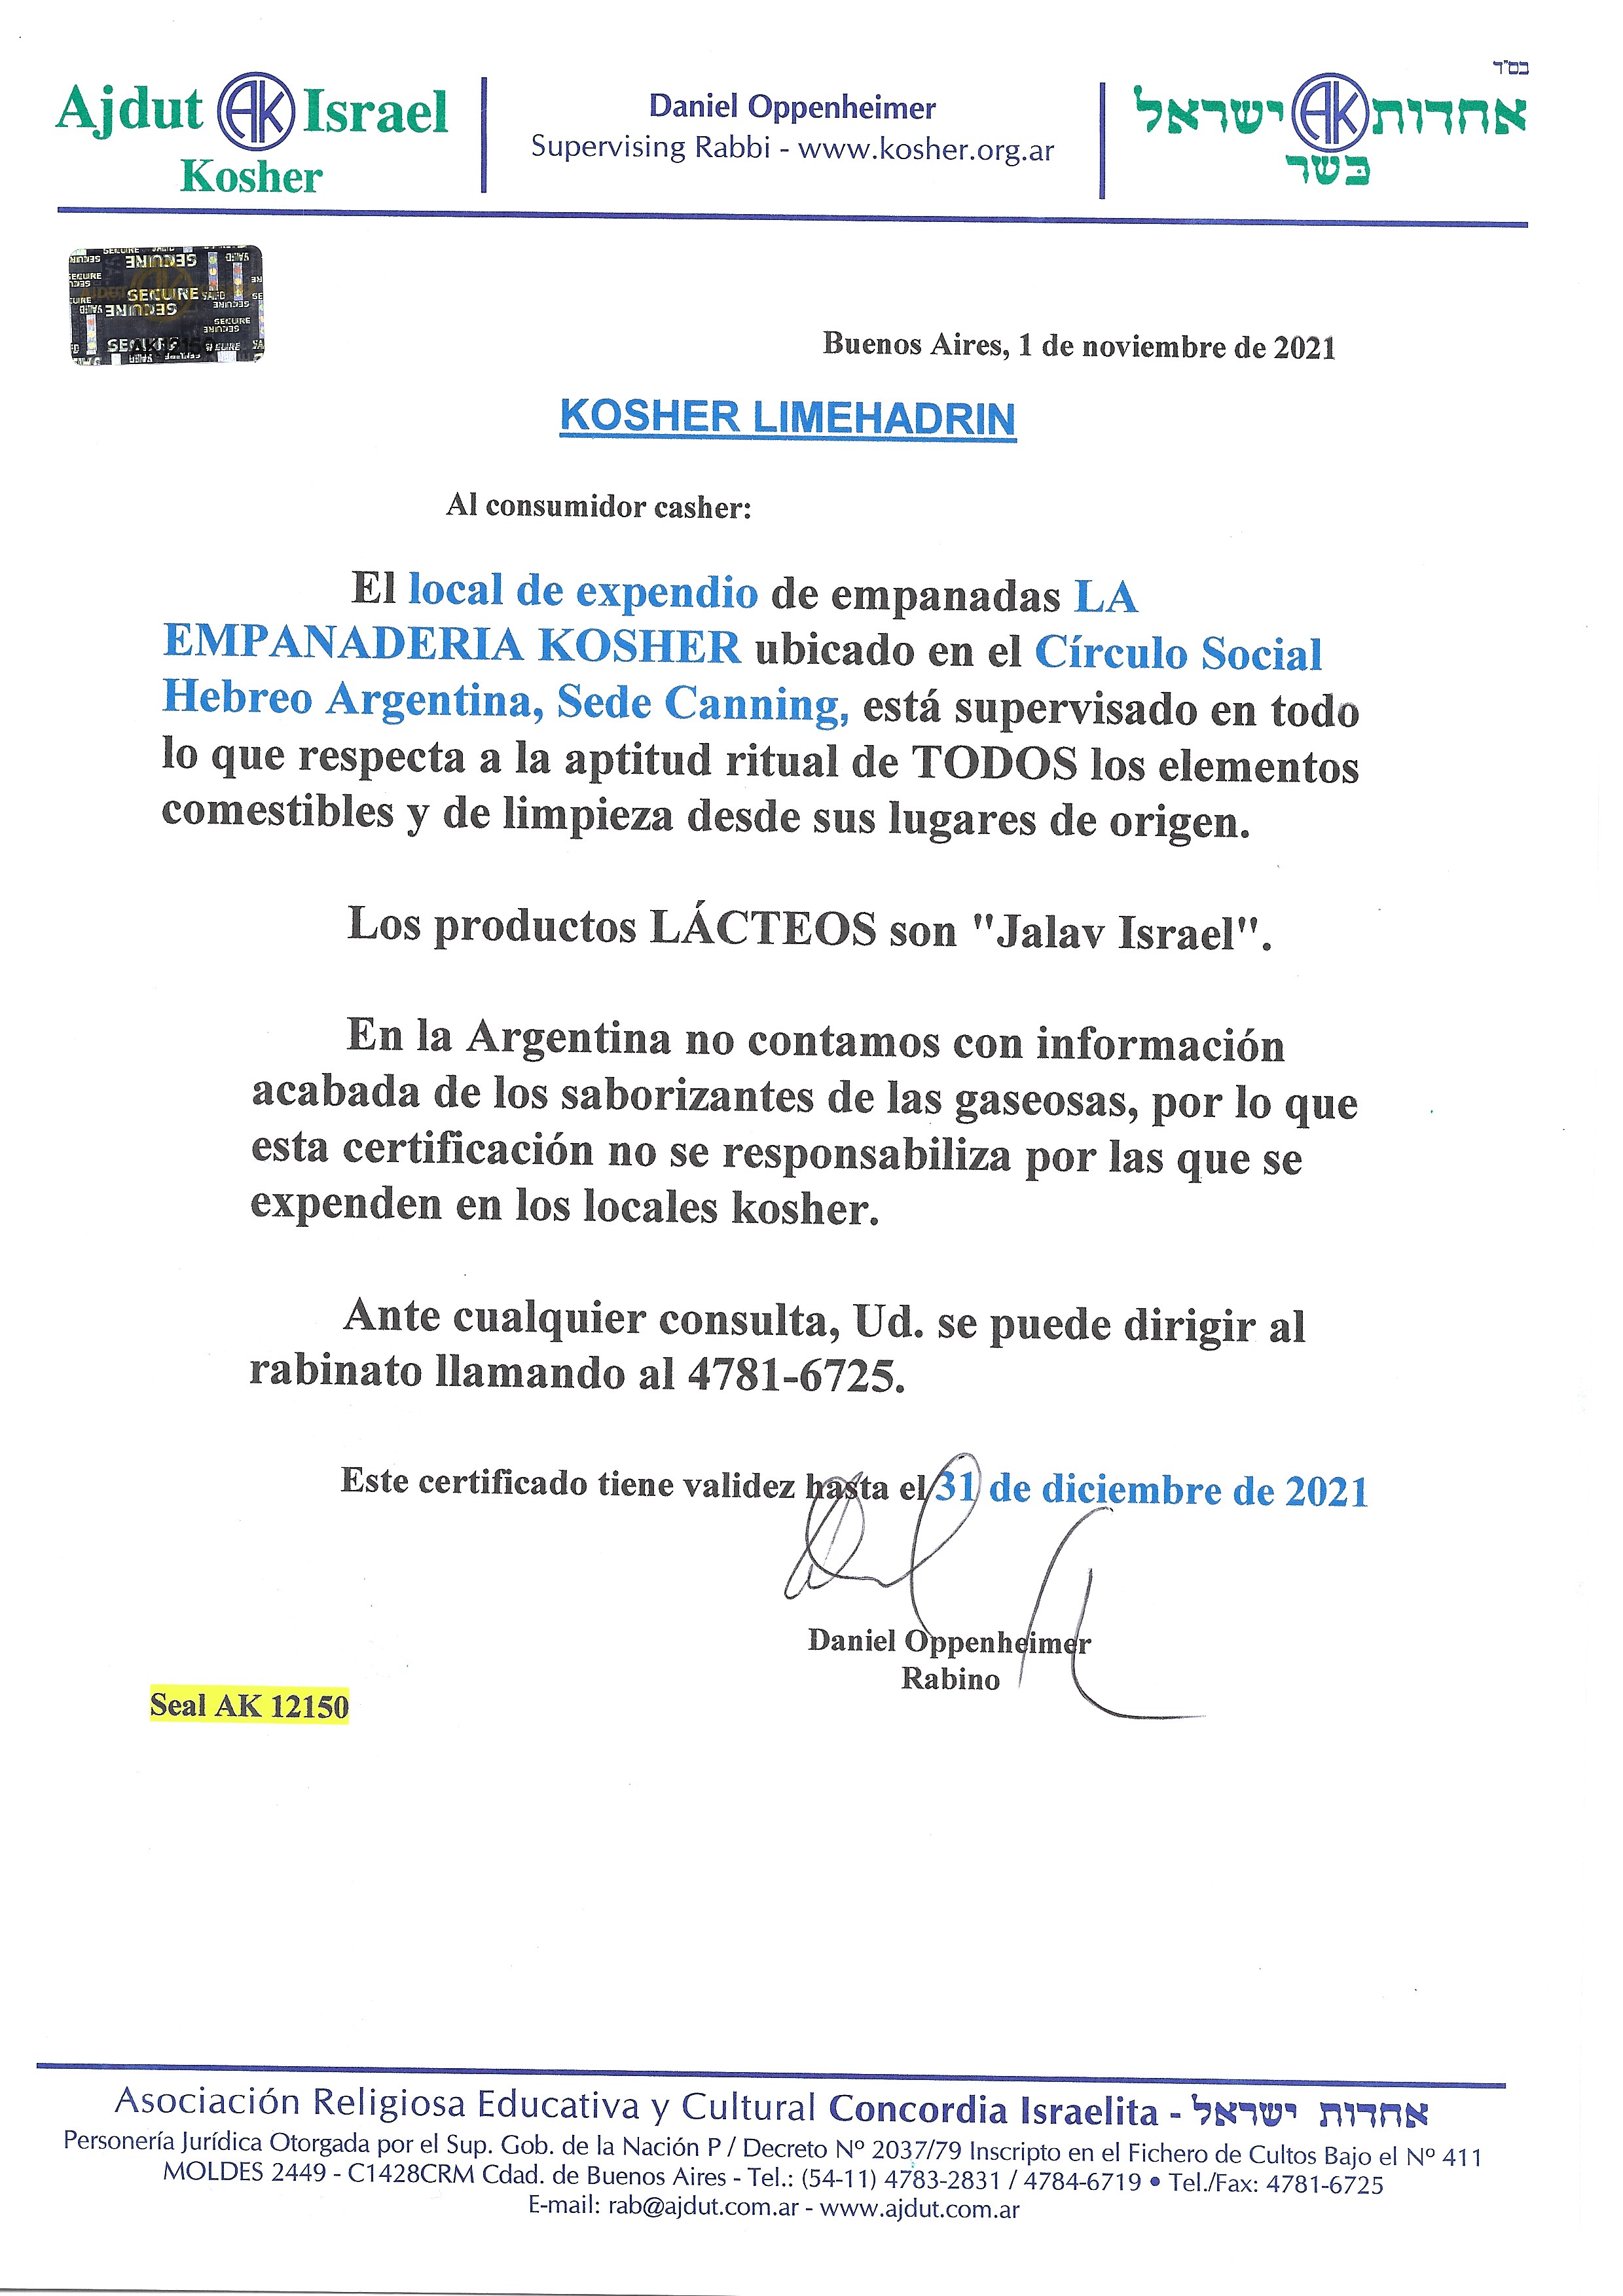 בס"ד
Ajdut AK Israel
Kosher
Daniel Oppenheimer
Supervising Rabbi - www.kosher.org.ar
אחדות AK ישראל
בשר
SECURE
SECURE
SECURE
Buenos Aires, 1 de noviembre de 2021
KOSHER LIMEHADRIN
Al consumidor casher:
El local de expendio de empanadas LA
EMPANADERIA KOSHER ubicado en el Círculo Social
Hebreo Argentina, Sede Canning, está supervisado en todo
lo que respecta a la aptitud ritual de TODOS los elementos
comestibles y de limpieza desde sus lugares de origen.
Los productos LÁCTEOS son "Jalav Israel".
En la Argentina no contamos con información
acabada de los saborizantes de las gaseosas, por lo que
esta certificación no se responsabiliza por las que se
expenden en los locales kosher.
Ante cualquier consulta, Ud. se puede dirigir al
rabinato llamando al 4781-6725.
Este certificado tiene validez hasta el 31 de diciembre de 2021
Daniel Oppenheimer
Rabino
Seal AK 12150
Asociación Religiosa Educativa y Cultural Concordia Israelita - אחדות ישראל
Personería Jurídica Otorgada por el Sup. Gob. de la Nación P / Decreto Nº 2037/79 Inscripto en el Fichero de Cultos Bajo el Nº 411
MOLDES 2449 - C1428CRM Cdad. de Buenos Aires - Tel.: (54-11) 4783-2831 / 4784-6719 • Tel./Fax: 4781-6725
E-mail: rab@ajdut.com.ar - www.ajdut.com.ar